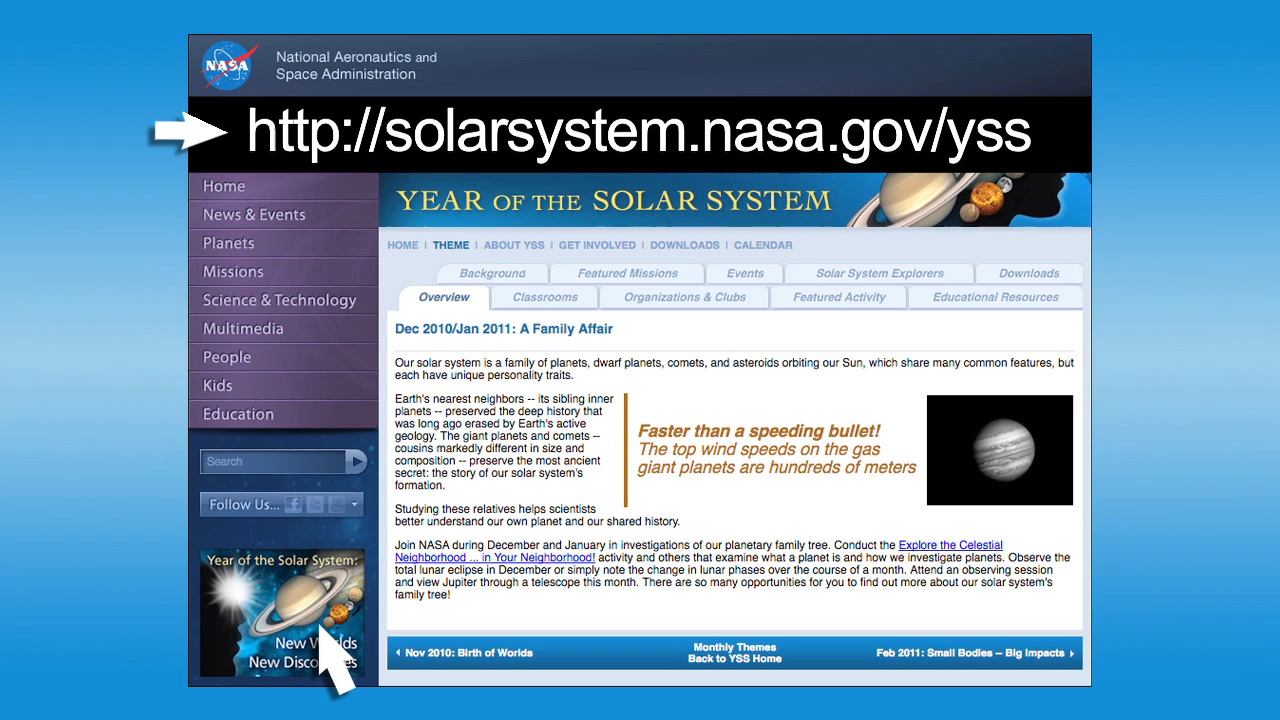 NASA
National Aeronautics and
Space Administration
http://solarsystem.nasa.gov/yss
Home
News & Events
Planets
Missions
Science & Technology
Multimedia
People
Kids
Education
Search
Follow Us...
Year of the Solar System:
New Worlds
New Discoveries
YEAR OF THE SOLAR SYSTEM
HOME | THEME | ABOUT YSS | GET INVOLVED | DOWNLOADS | CALENDAR
Background Featured Missions Events Solar System Explorers Downloads
Overview Classrooms Organizations & Clubs Featured Activity Educational Resources
Dec 2010/Jan 2011: A Family Affair
Our solar system is a family of planets, dwarf planets, comets, and asteroids orbiting our Sun, which share many common features, but
each have unique personality traits.
Earth's nearest neighbors -- its sibling inner
planets -- preserved the deep history that
was long ago erased by Earth's active
geology. The giant planets and comets --
cousins markedly different in size and
composition -- preserve the most ancient
secret: the story of our solar system's
formation.
Faster than a speeding bullet!
The top wind speeds on the gas
giant planets are hundreds of meters
Studying these relatives helps scientists
better understand our own planet and our shared history.
Join NASA during December and January in investigations of our planetary family tree. Conduct the Explore the Celestial
Neighborhood ... in Your Neighborhood! activity and others that examine what a planet is and how we investigate planets. Observe the
total lunar eclipse in December or simply note the change in lunar phases over the course of a month. Attend an observing session
and view Jupiter through a telescope this month. There are so many opportunities for you to find out more about our solar system's
family tree!
Nov 2010: Birth of Worlds
Monthly Themes
Back to YSS Home
Feb 2011: Small Bodies -- Big Impacts